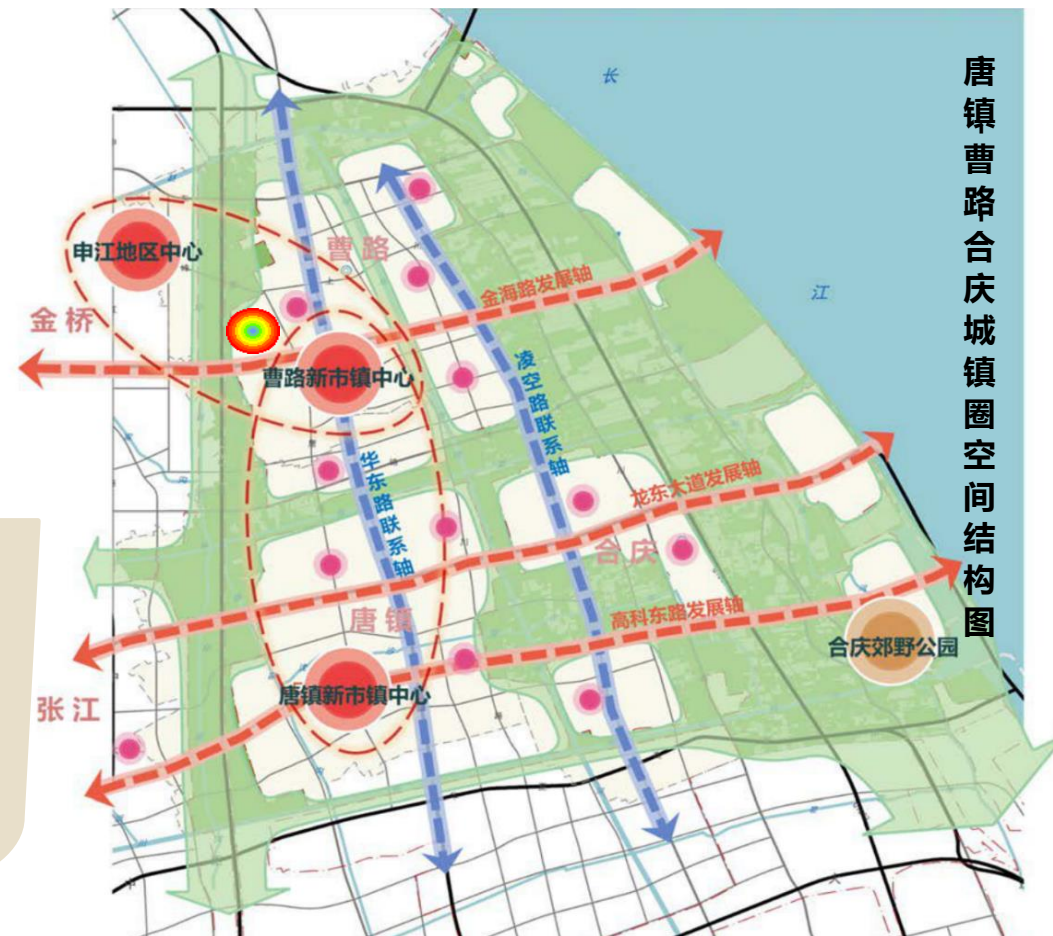 唐镇曹路合庆城镇圈空间结构图
长
江
申江地区中心
金桥
曹路
金海路发展轴
曹路新市镇中心
凌空路联系轴
华东路联系轴
龙东大道发展轴
合庆
唐镇
高科东路发展轴
合庆郊野公园
唐镇新市镇中心
张江